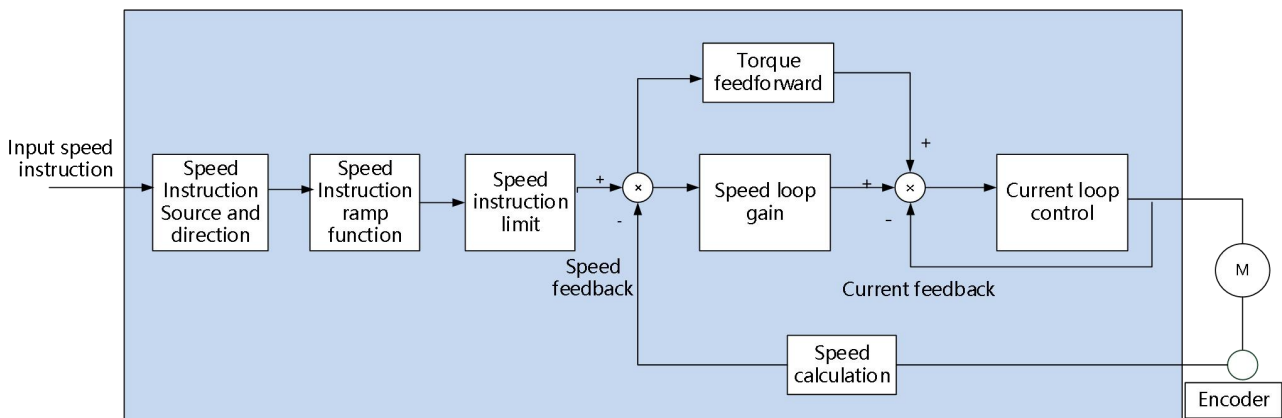 Torque
feedforward
Input speed
instruction
Speed
Instruction
Source and
direction
Speed
Instruction
ramp
function
Speed
instruction
limit
+
×
-
Speed loop
gain
+
+
×
-
Current loop
control
M
Speed
feedback
Current feedback
Speed
calculation
Encoder